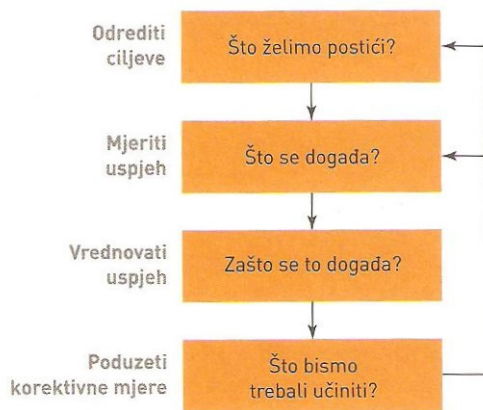 Odrediti
ciljeve
Što želimo postići?
Mjeriti
uspjeh
Što se događa?
Vrednovati
uspjeh
Zašto se to događa?
Poduzeti
korektivne mjere
Što bismo
trebali učiniti?